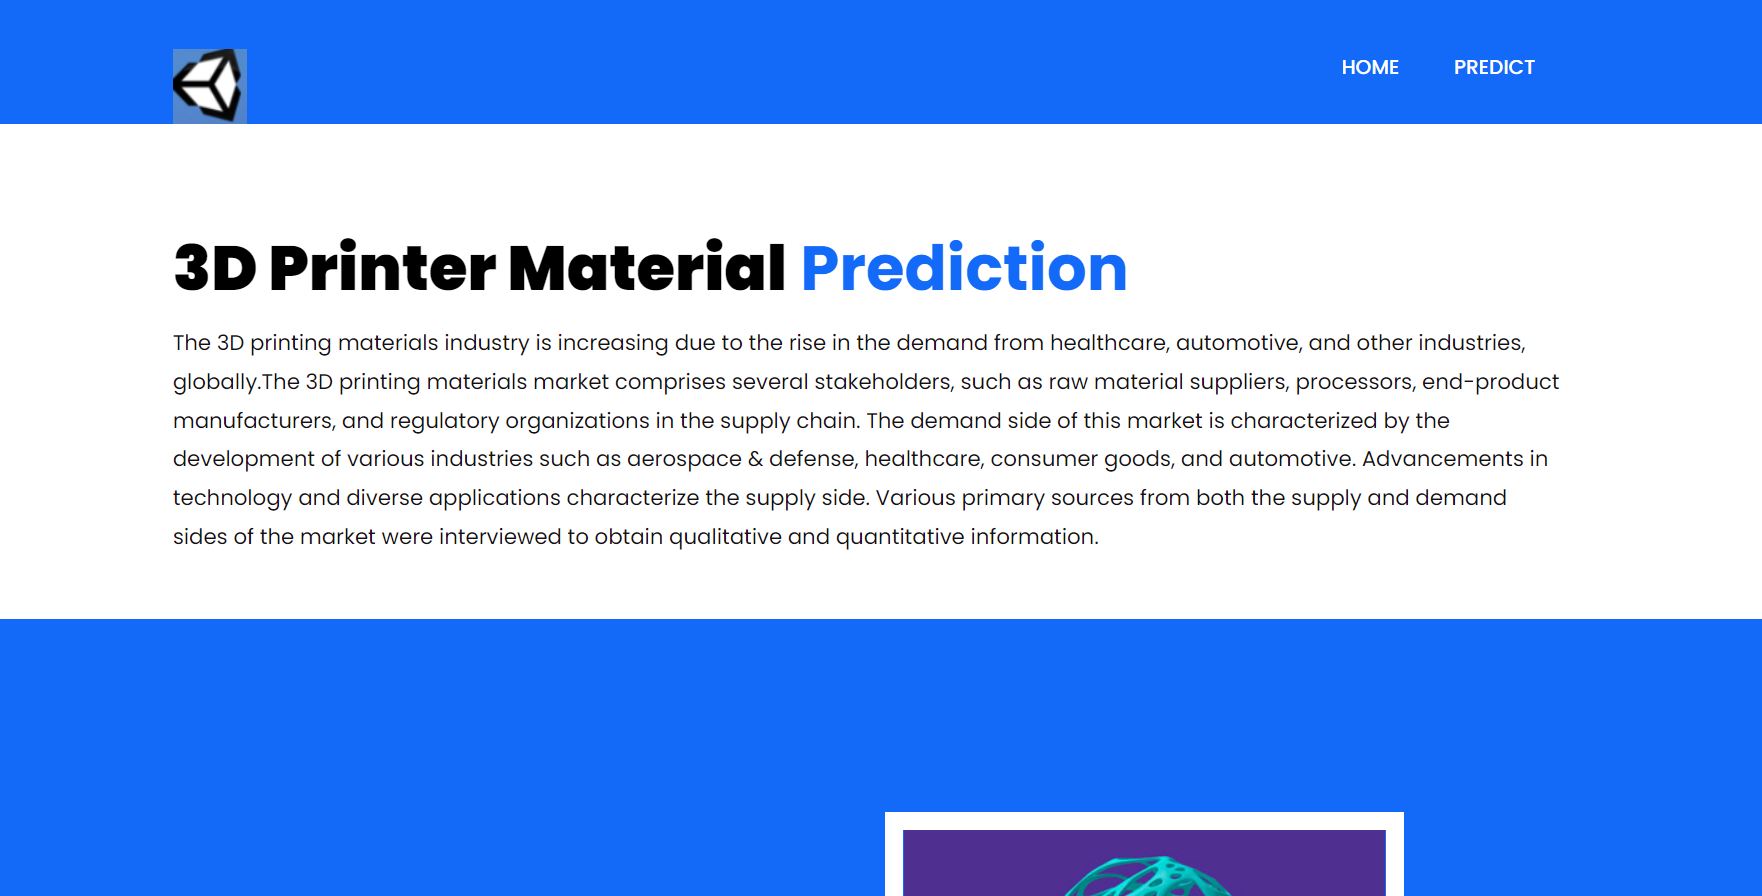 HOME PREDICT
3D Printer Material Prediction
The 3D printing materials industry is increasing due to the rise in the demand from healthcare, automotive, and other industries,
globally.The 3D printing materials market comprises several stakeholders, such as raw material suppliers, processors, end-product
manufacturers, and regulatory organizations in the supply chain. The demand side of this market is characterized by the
development of various industries such as aerospace & defense, healthcare, consumer goods, and automotive. Advancements in
technology and diverse applications characterize the supply side. Various primary sources from both the supply and demand
sides of the market were interviewed to obtain qualitative and quantitative information.